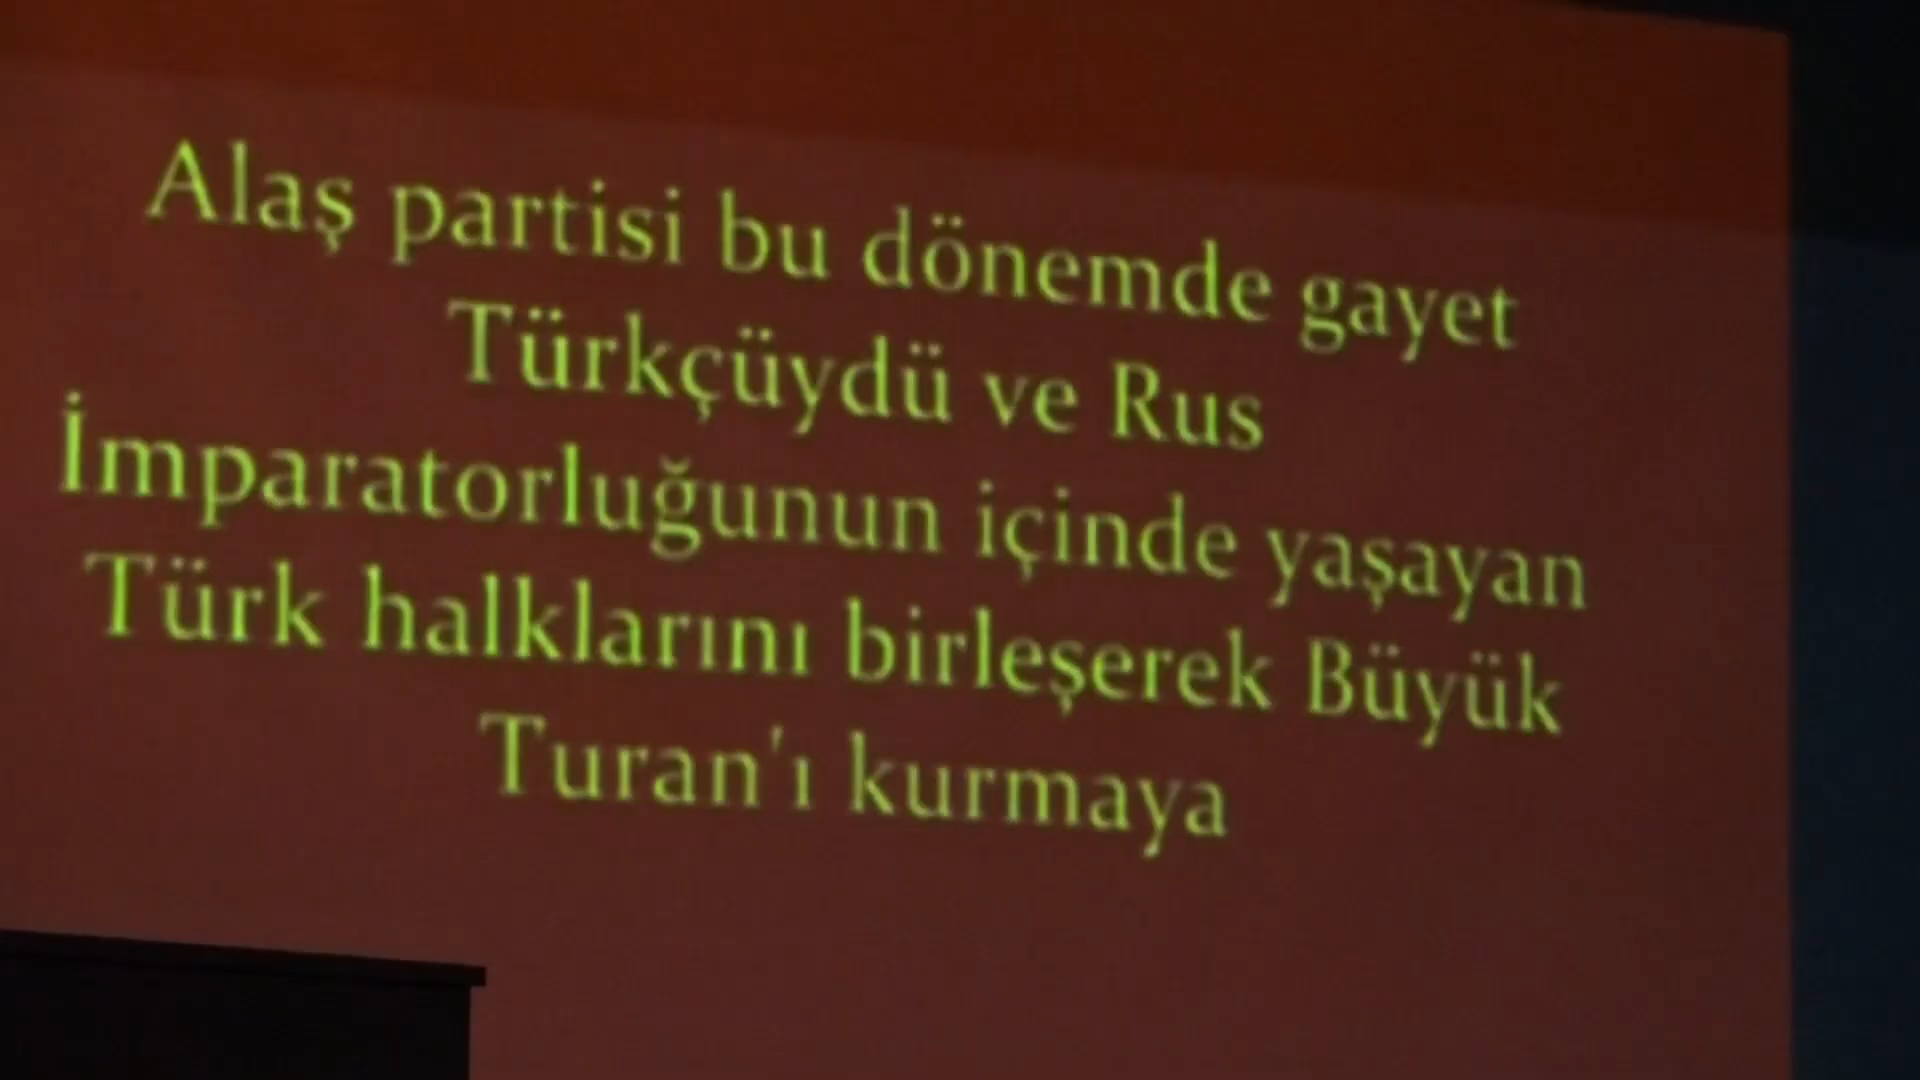 Alaş partisi bu dönemde gayet
Türkçüydü ve Rus
İmparatorluğunun içinde yaşayan
Türk halklarını birleşerek Büyük
Turan'ı kurmaya